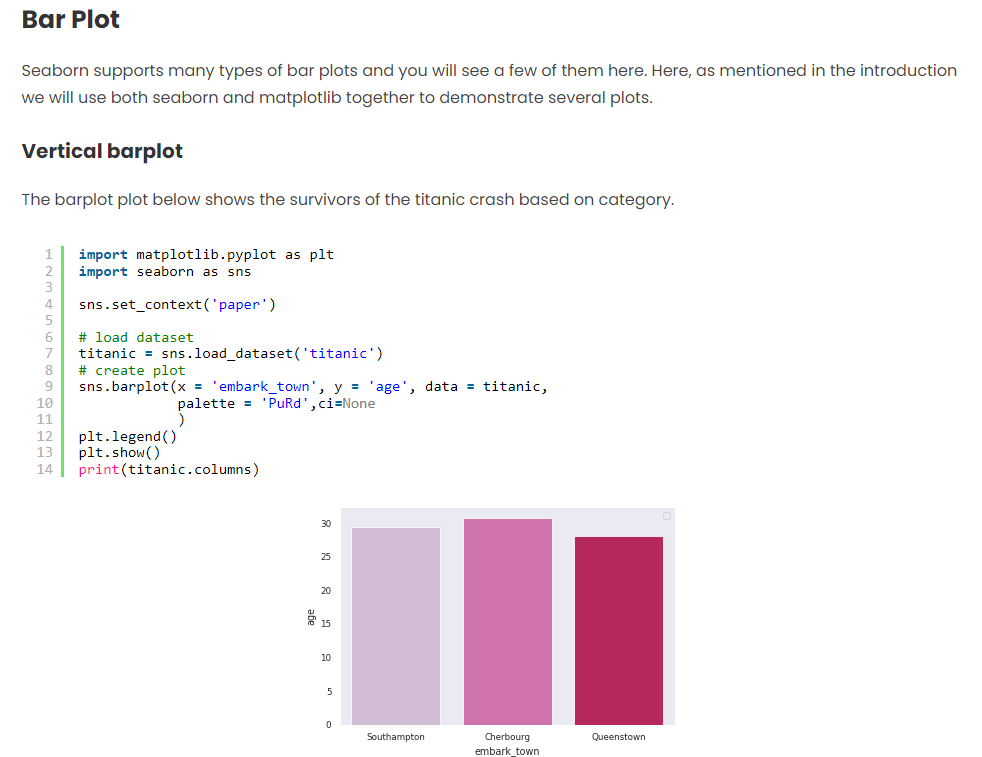 Bar Plot
Seaborn supports many types of bar plots and you will see a few of them here. Here, as mentioned in the introduction
we will use both seaborn and matplotlib together to demonstrate several plots.
Vertical barplot
The barplot plot below shows the survivors of the titanic crash based on category.
1 import matplotlib.pyplot as plt
2 import seaborn as sns
3
4 sns.set_context('paper')
5
6 # load dataset
7 titanic = sns.load_dataset('titanic')
8 # create plot
9 sns.barplot(x = 'embark_town', y = 'age', data = titanic,
10             palette = 'PuRd',ci=None
11             )
12 plt.legend()
13 plt.show()
14 print(titanic.columns)
30
25
20
age
15
10
5
0
Southampton Cherbourg Queenstown
embark_town